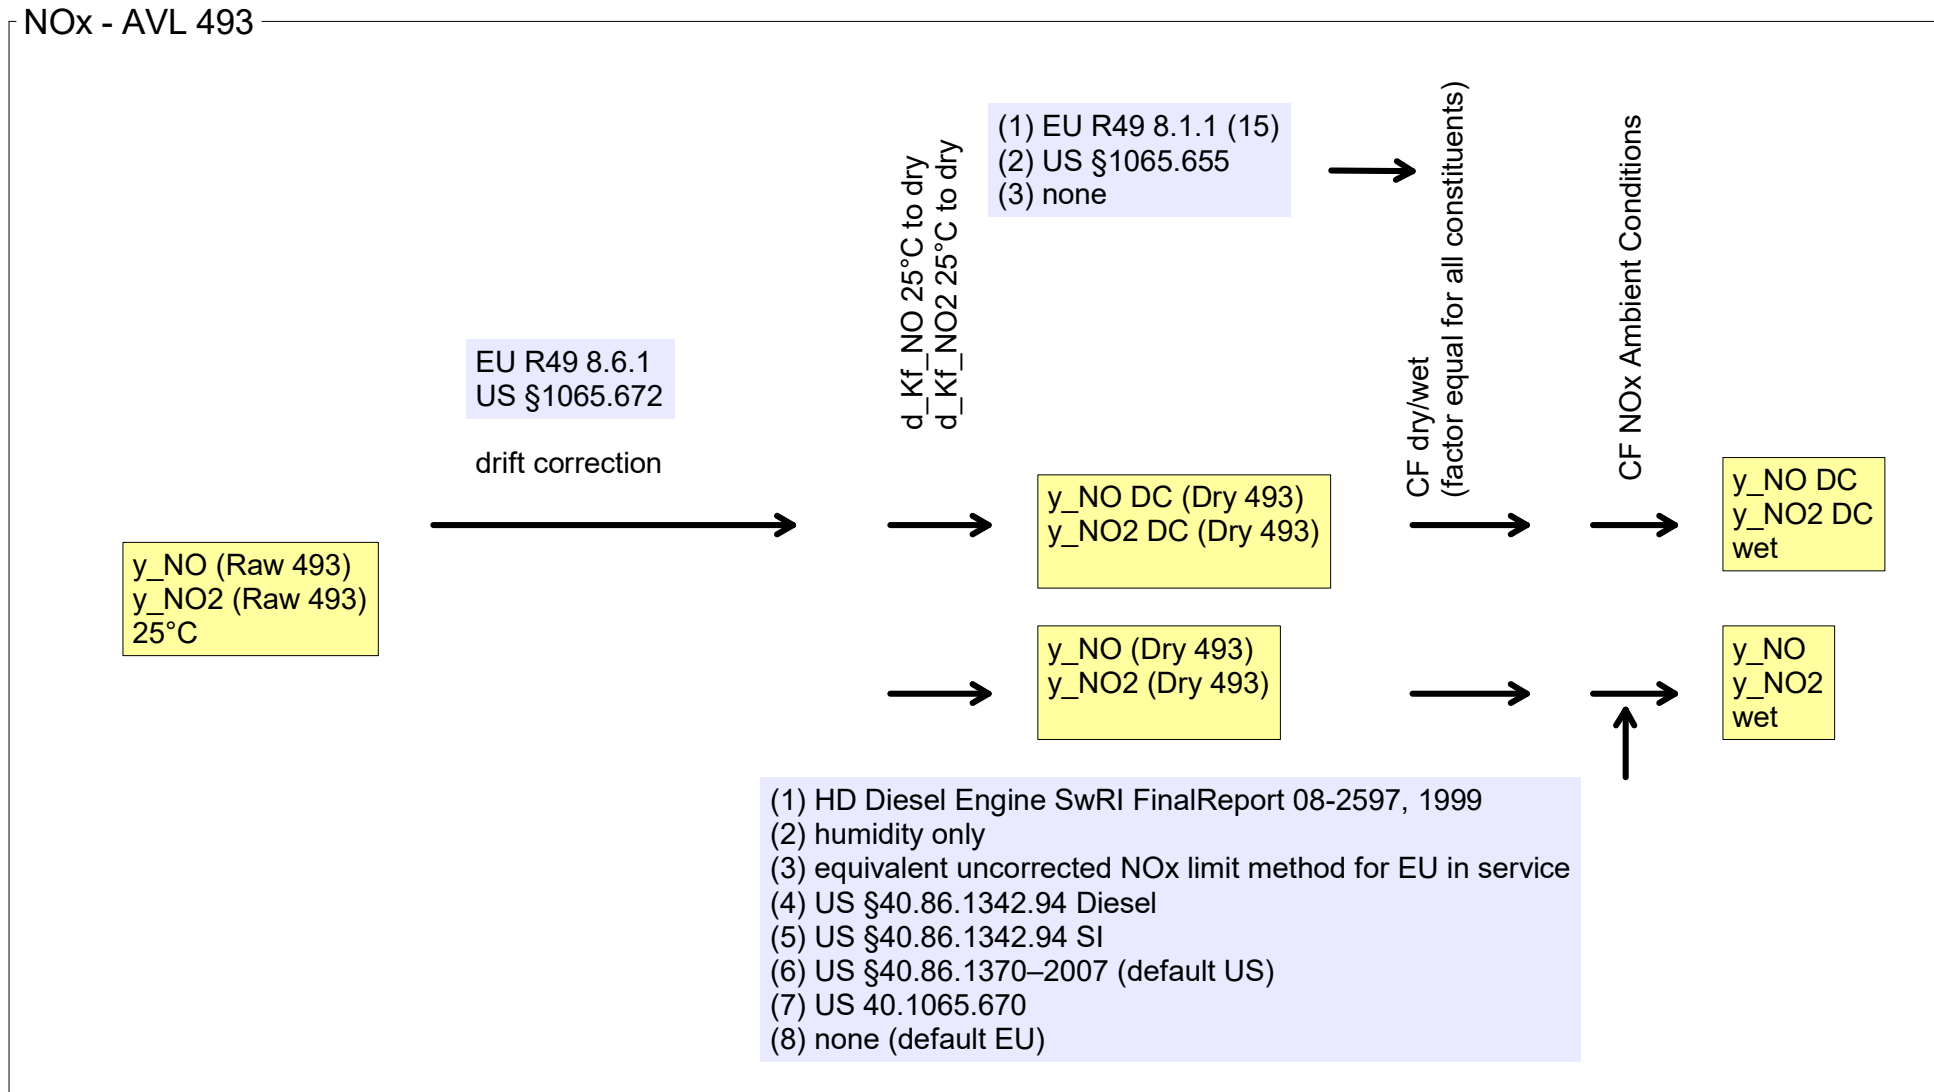 NOx - AVL 493
(1) EU R49 8.1.1 (15)
(2) US §1065.655
(3) none
d_Kf_NO 25°C to dry
d_Kf_NO2 25°C to dry
CF dry/wet
(factor equal for all constituents)
CF NOx Ambient Conditions
EU R49 8.6.1
US §1065.672
drift correction
y_NO (Raw 493)
y_NO2 (Raw 493)
25°C
y_NO DC (Dry 493)
y_NO2 DC (Dry 493)
y_NO DC
y_NO2 DC
wet
y_NO (Dry 493)
y_NO2 (Dry 493)
y_NO
y_NO2
wet
(1) HD Diesel Engine SwRI FinalReport 08-2597, 1999
(2) humidity only
(3) equivalent uncorrected NOx limit method for EU in service
(4) US §40.86.1342.94 Diesel
(5) US §40.86.1342.94 SI
(6) US §40.86.1370–2007 (default US)
(7) US 40.1065.670
(8) none (default EU)